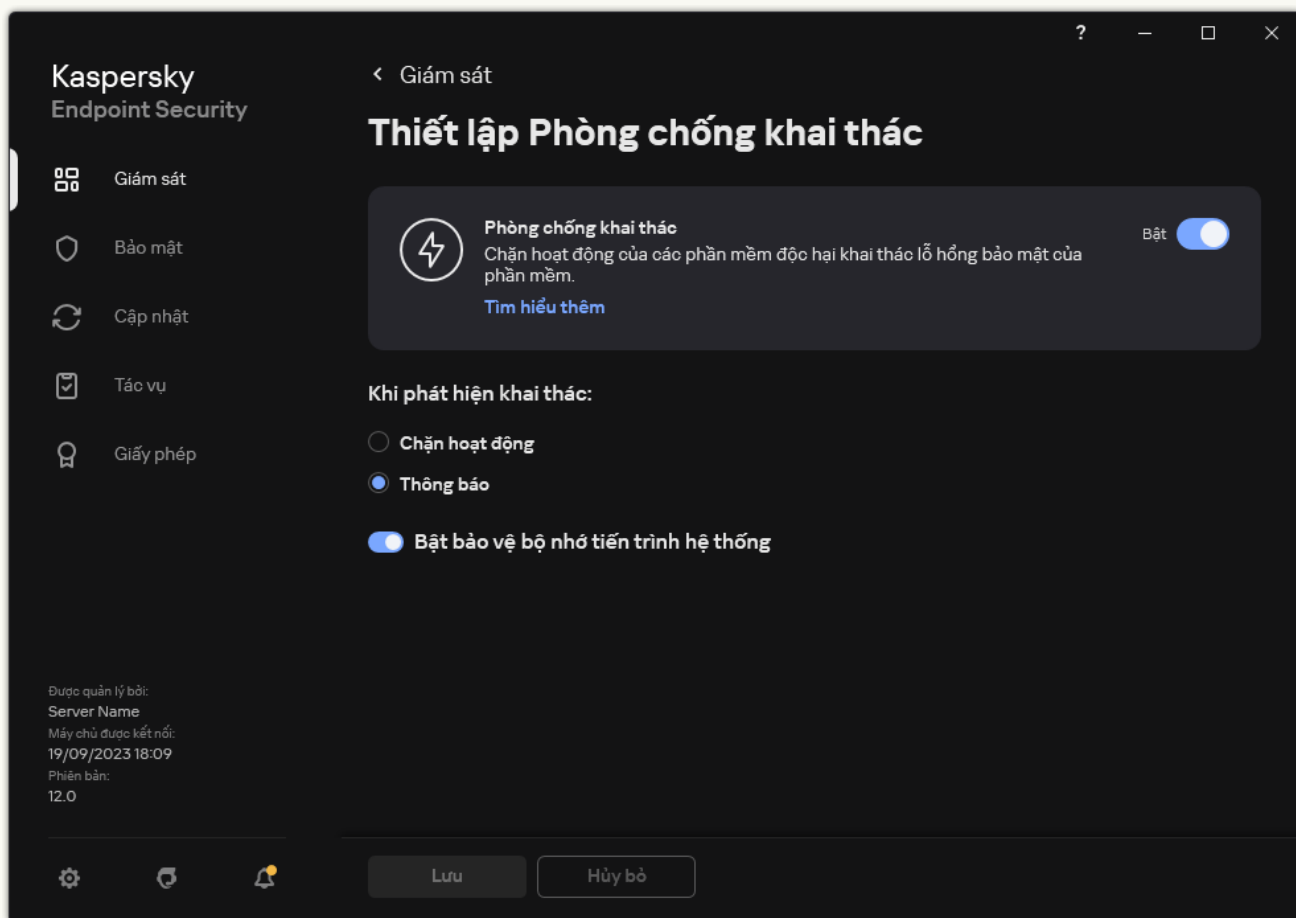 ?
Kaspersky
Endpoint Security
Giám sát
Bảo mật
Cập nhật
Tác vụ
Giấy phép
Được quản lý bởi:
Server Name
Máy chủ được kết nối:
19/09/2023 18:09
Phiên bản:
12.0
Giám sát
Thiết lập Phòng chống khai thác
Phòng chống khai thác
Bật
Chặn hoạt động của các phần mềm độc hại khai thác lỗ hổng bảo mật của
phần mềm.
Tìm hiểu thêm
Khi phát hiện khai thác:
Chặn hoạt động
Thông báo
Bật bảo vệ bộ nhớ tiến trình hệ thống
Lưu
Hủy bỏ